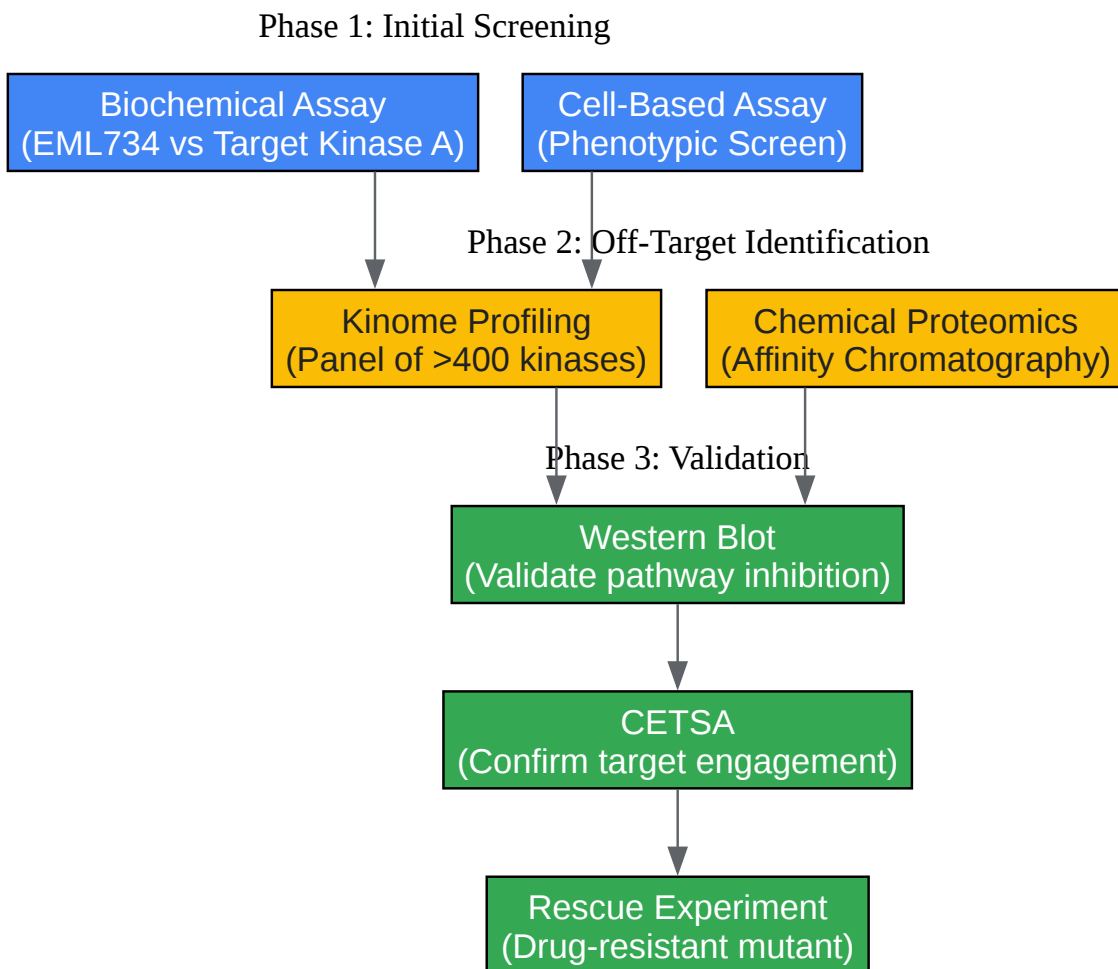 Phase 1: Initial Screening
Biochemical Assay
(EML734 vs Target Kinase A)
Cell-Based Assay
(Phenotypic Screen)
Phase 2: Off-Target Identification
Kinome Profiling
(Panel of >400 kinases)
Chemical Proteomics
(Affinity Chromatography)
Phase 3: Validation
Western Blot
(Validate pathway inhibition)
CETSA
(Confirm target engagement)
Rescue Experiment
(Drug-resistant mutant)